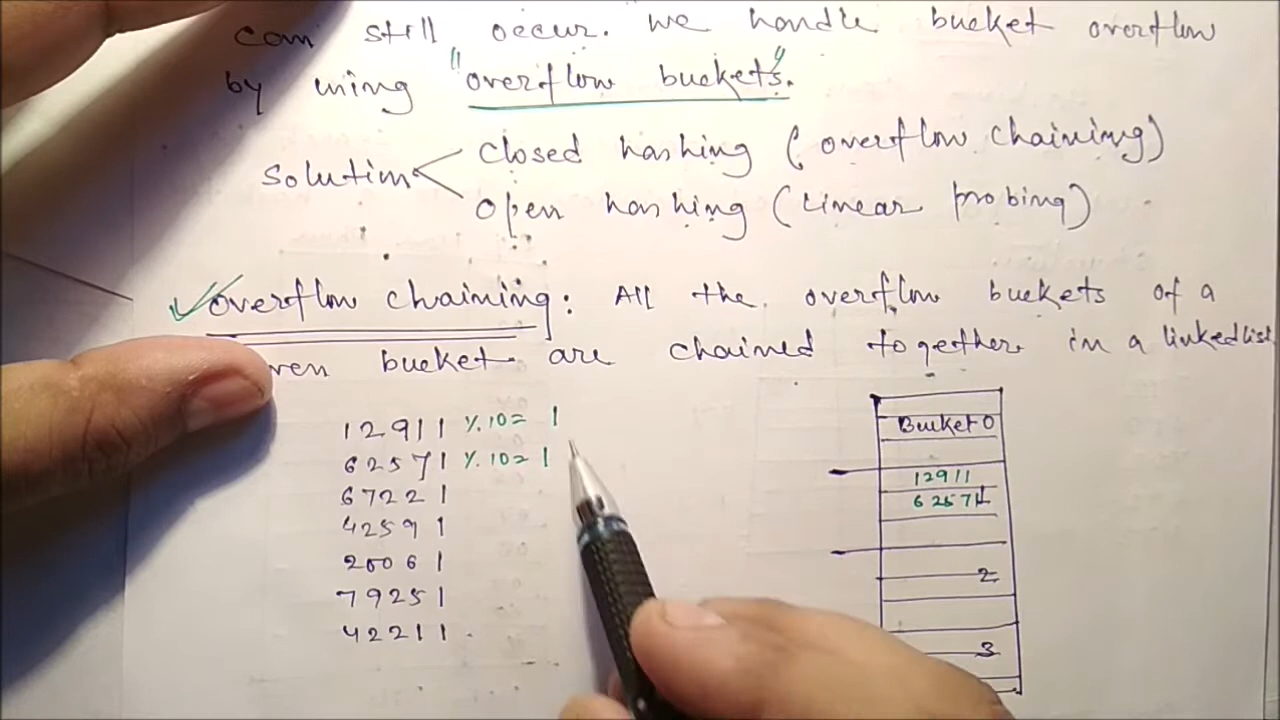 can still occur. we handle bucket overflow
by using "overflow buckets".
Solution
closed hashing (overflow chaining)
open hashing (linear probing)
overflow chaining: All the overflow buckets of a
bucket are chained together in a linkedlist
12911 % 10 = 1
62571 % 10 = 1
67221
42591
20061
79251
42211
Bucket 0
12911
62571
1
2
3